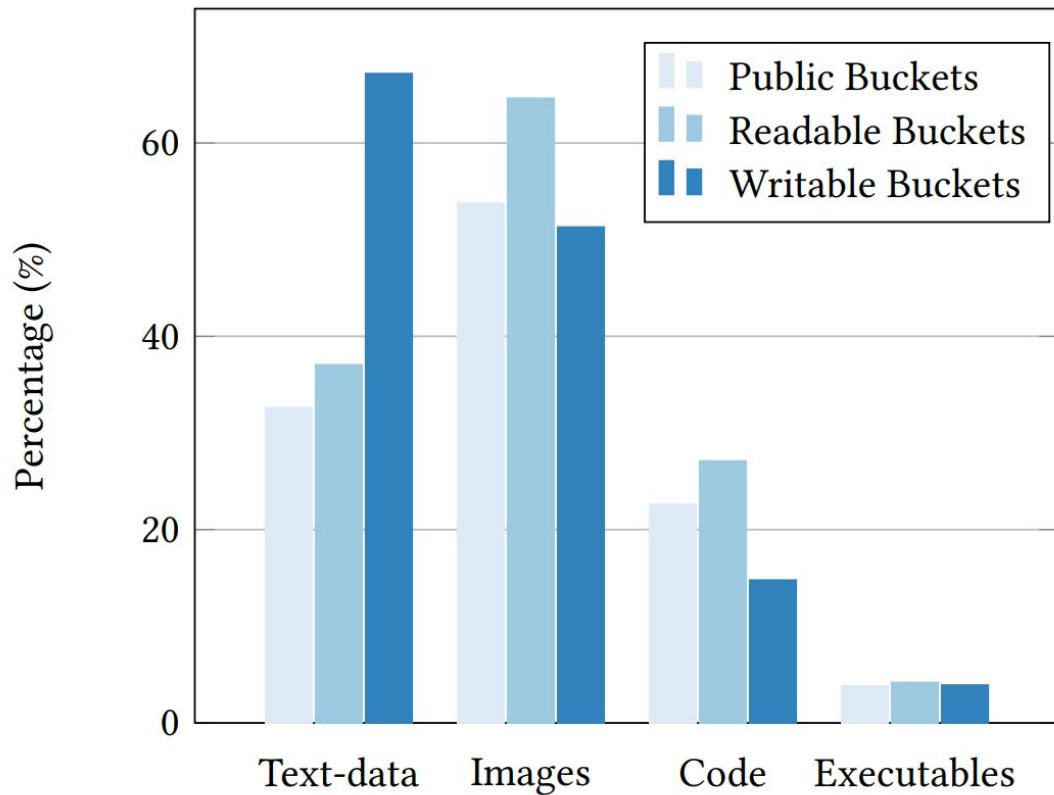 Public Buckets
Readable Buckets
Writable Buckets
Percentage (%)
60
40
20
0
Text-data Images Code Executables